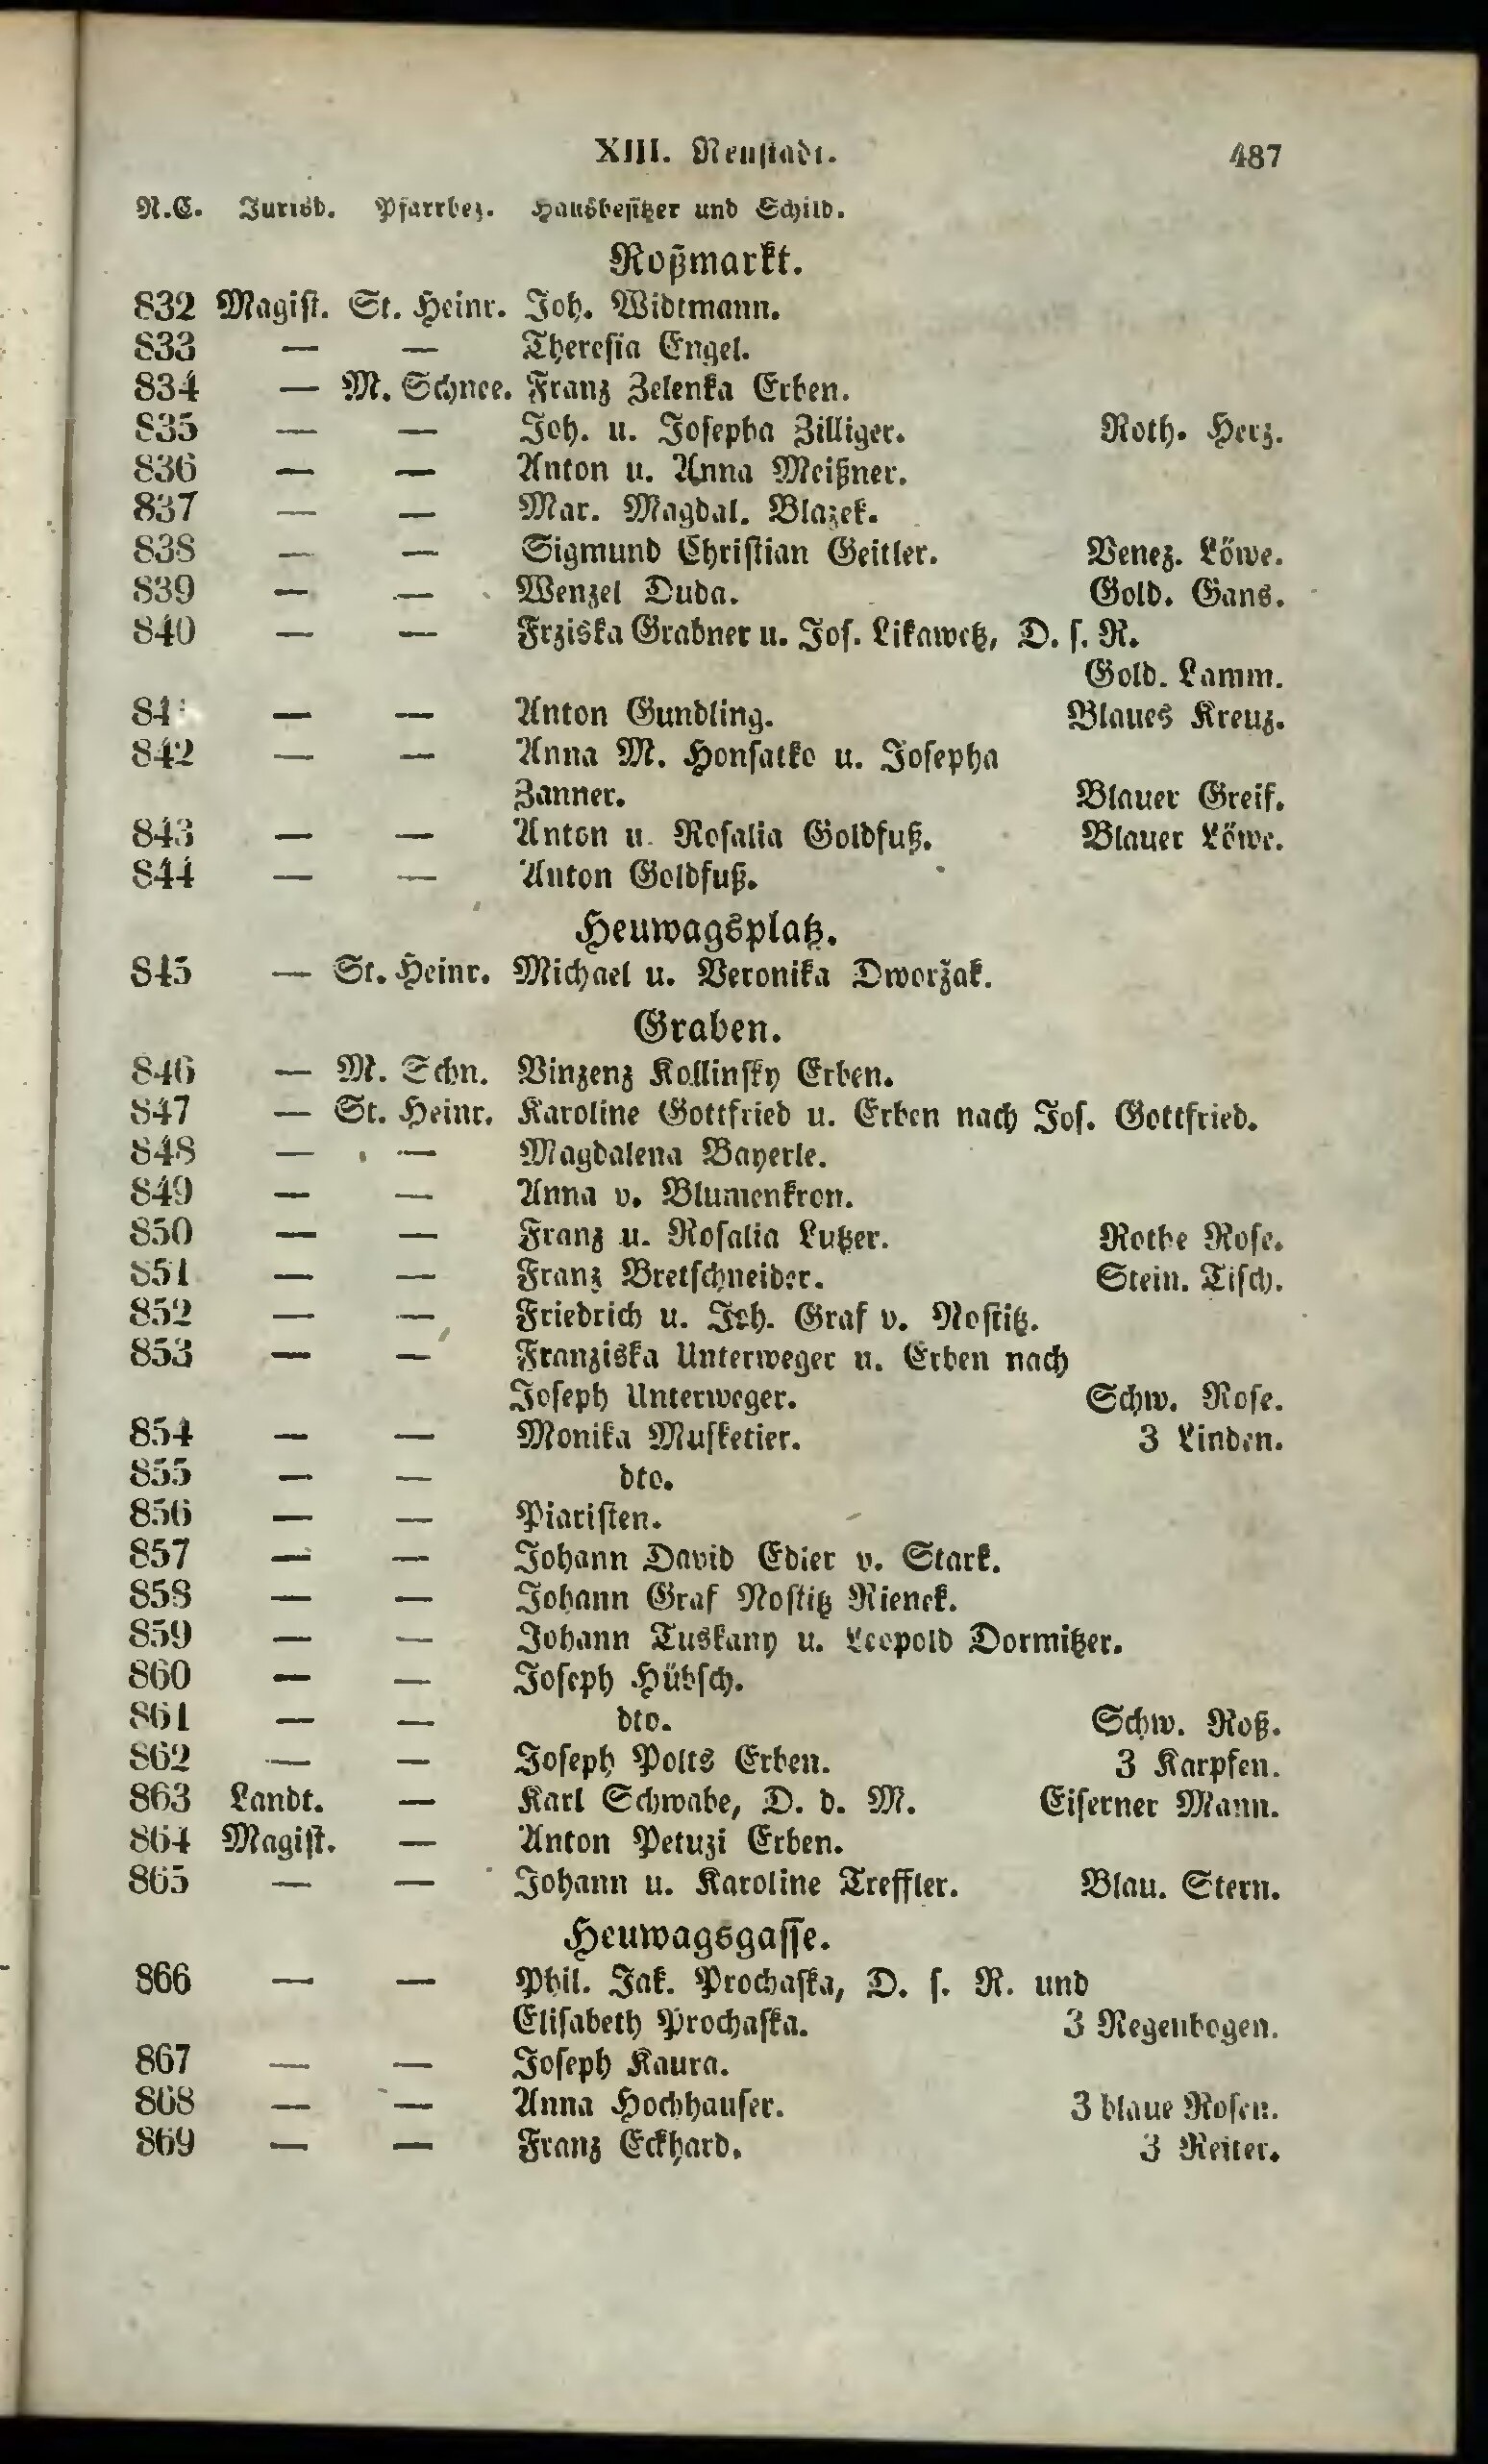 XIII. Neustadt. 487
N.C. Jurisd. Pfarrbez. Hausbesitzer und Schild.
Roßmarkt.
832 Magist. St. Heinr. Joh. Widtmann.
833 — — Theresia Engel.
834 — M. Schnee. Franz Zelenka Erben.
835 — — Joh. u. Josepha Zilliger. Roth. Herz.
836 — — Anton u. Anna Meißner.
837 — — Mar. Magdal. Blazek.
838 — — Sigmund Christian Geitler. Venez. Löwe.
839 — — Wenzel Duba. Gold. Gans.
840 — — Frziska Grabner u. Jos. Likawetz, D. s. R.
Gold. Lamm.
84 — — Anton Gundling. Blaues Kreuz.
842 — — Anna M. Honsatko u. Josepha
Zanner. Blauer Greif.
843 — — Anton u. Rosalia Goldfuß. Blauer Löwe.
844 — — Anton Goldfuß.
Heuwagsplatz.
845 — St. Heinr. Michael u. Veronika Dworžak.
Graben.
846 — M. Schn. Vinzenz Kollinsky Erben.
847 — St. Heinr. Karoline Gottfried u. Erben nach Jos. Gottfried.
848 — — Magdalena Bayerle.
849 — — Anna v. Blumenkron.
850 — — Franz u. Rosalia Lutzer. Rothe Rose.
851 — — Franz Bretschneider. Stein. Tisch.
852 — — Friedrich u. Joh. Graf v. Nostitz.
853 — — Franziska Unterweger u. Erben nach
Joseph Unterweger. Schw. Rose.
854 — — Monika Musketier. 3 Linden.
855 — — dto.
856 — — Piaristen.
857 — — Johann David Edler v. Stark.
858 — — Johann Graf Nostitz Rieneck.
859 — — Johann Tuskany u. Leopold Dormitzer.
860 — — Joseph Hübsch.
861 — — dto. Schw. Roß.
862 — — Joseph Polts Erben. 3 Karpfen.
863 Landt. — Karl Schwabe, D. d. M. Eiserner Mann.
864 Magist. — Anton Petuzi Erben.
865 — — Johann u. Karoline Treffler. Blau. Stern.
Heuwagsgasse.
866 — — Phil. Jak. Prochaska, D. s. R. und
Elisabeth Prochaska. 3 Regenbogen.
867 — — Joseph Kaura.
868 — — Anna Hochhauser. 3 blaue Rosen.
869 — — Franz Eckhard. 3 Reiter.